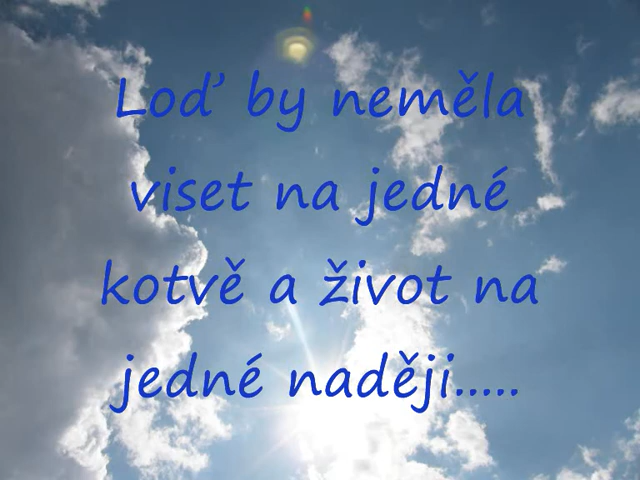 Loď by neměla
viset na jedné
kotvě a život na
jedné naději.....